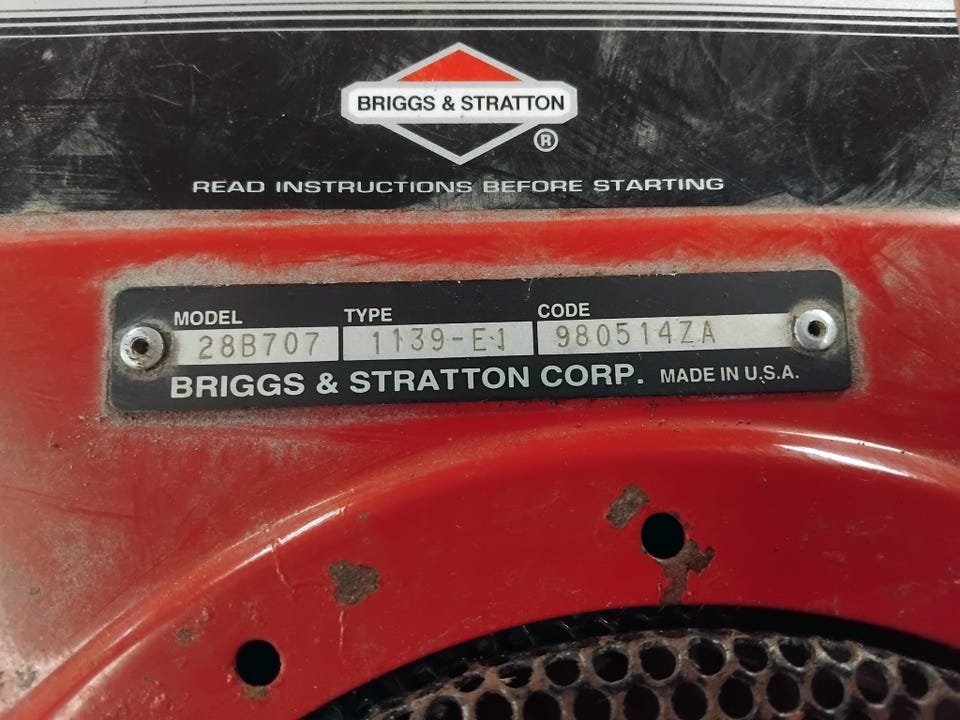 BRIGGS & STRATTON
®
READ INSTRUCTIONS BEFORE STARTING
MODEL TYPE CODE
28B707 1139-E1 980514ZA
BRIGGS & STRATTON CORP. MADE IN U.S.A.